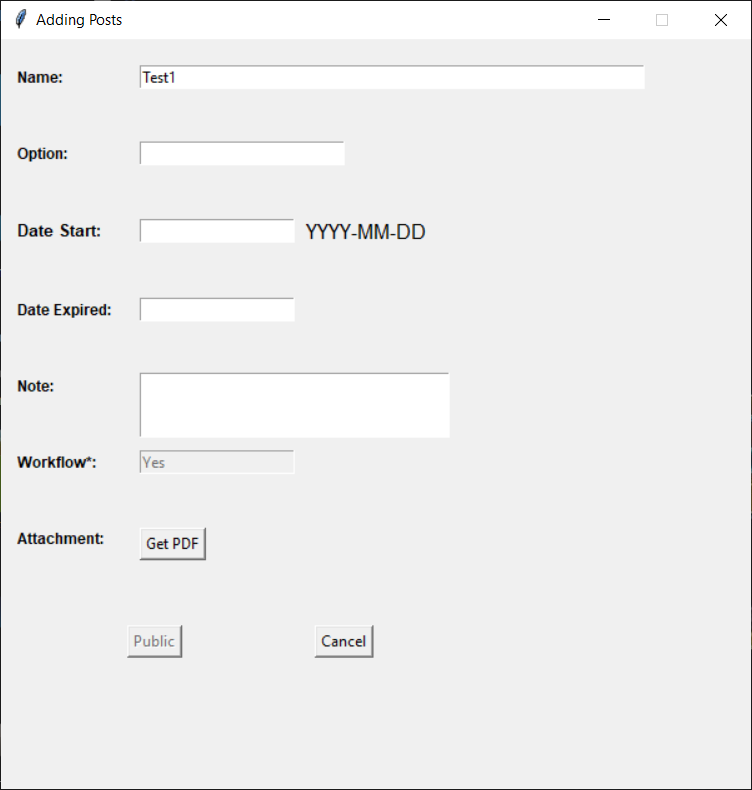 Adding Posts
Name: Test1
Option:
Date Start: YYYY-MM-DD
Date Expired:
Note:
Workflow*: Yes
Attachment: Get PDF
Public Cancel